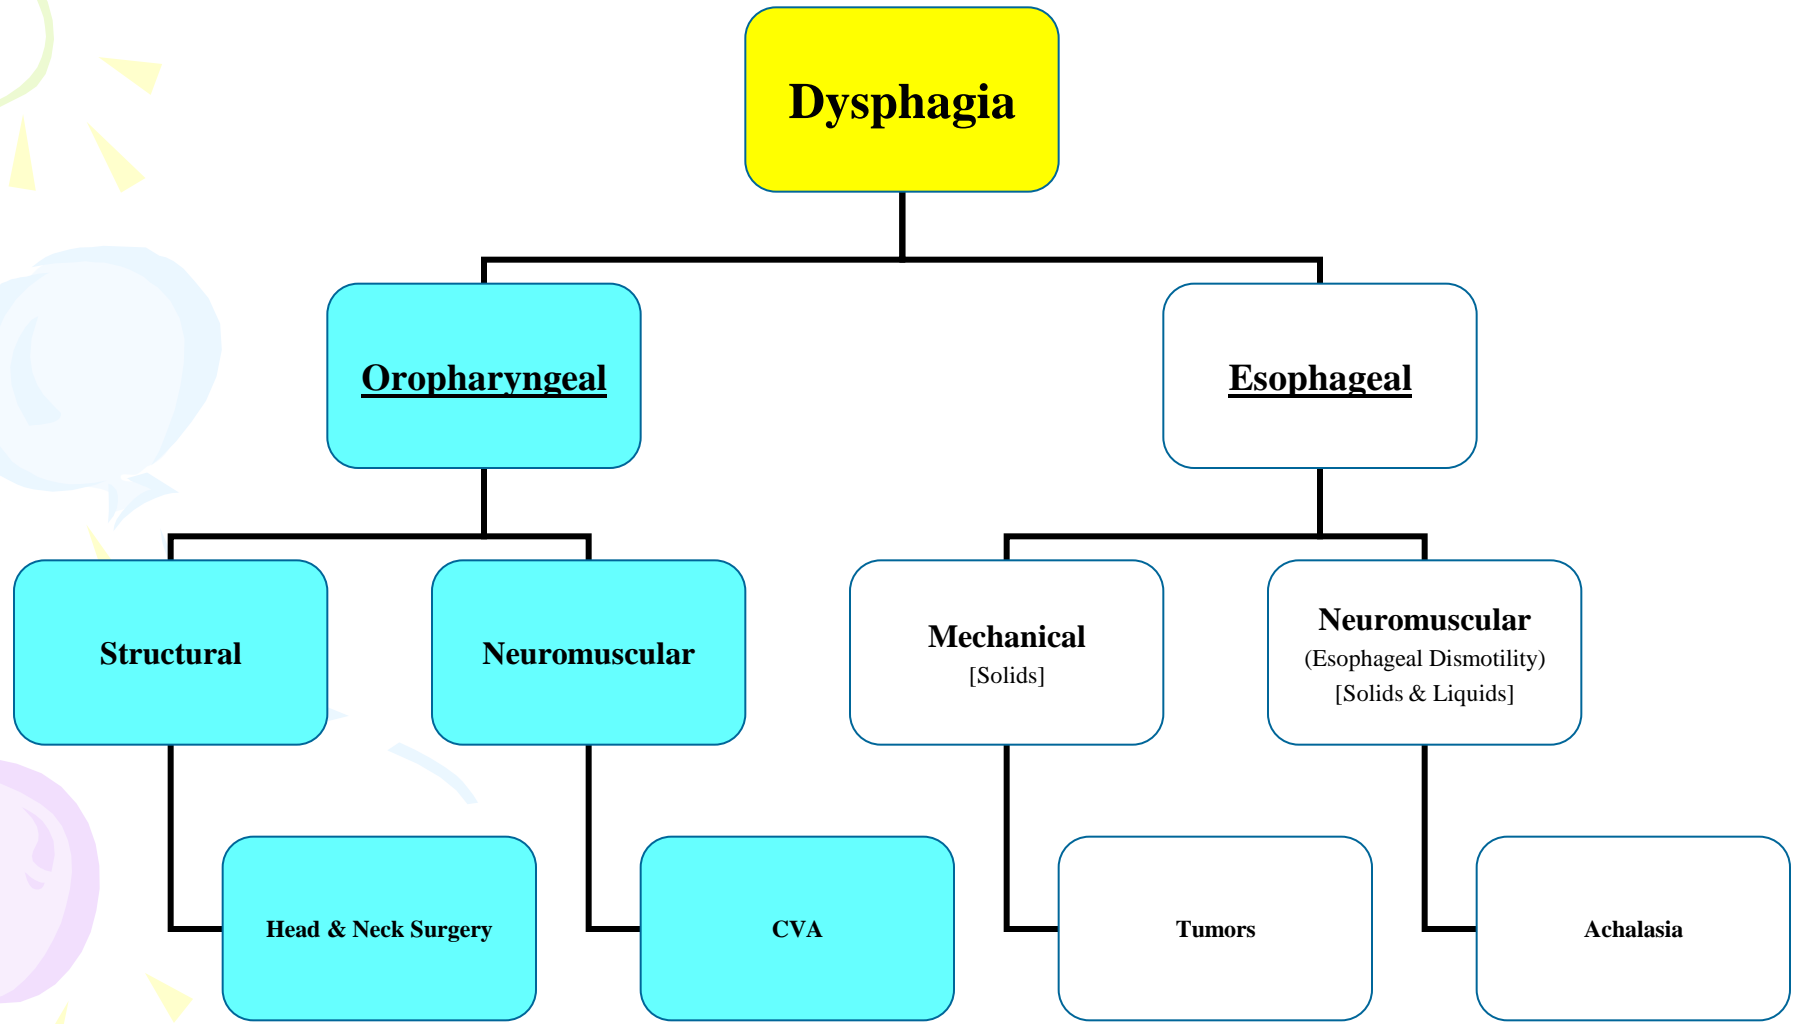 Dysphagia
Oropharyngeal
Esophageal
Structural
Neuromuscular
Mechanical
[Solids]
Neuromuscular
(Esophageal Dismotility)
[Solids & Liquids]
Head & Neck Surgery
CVA
Tumors
Achalasia